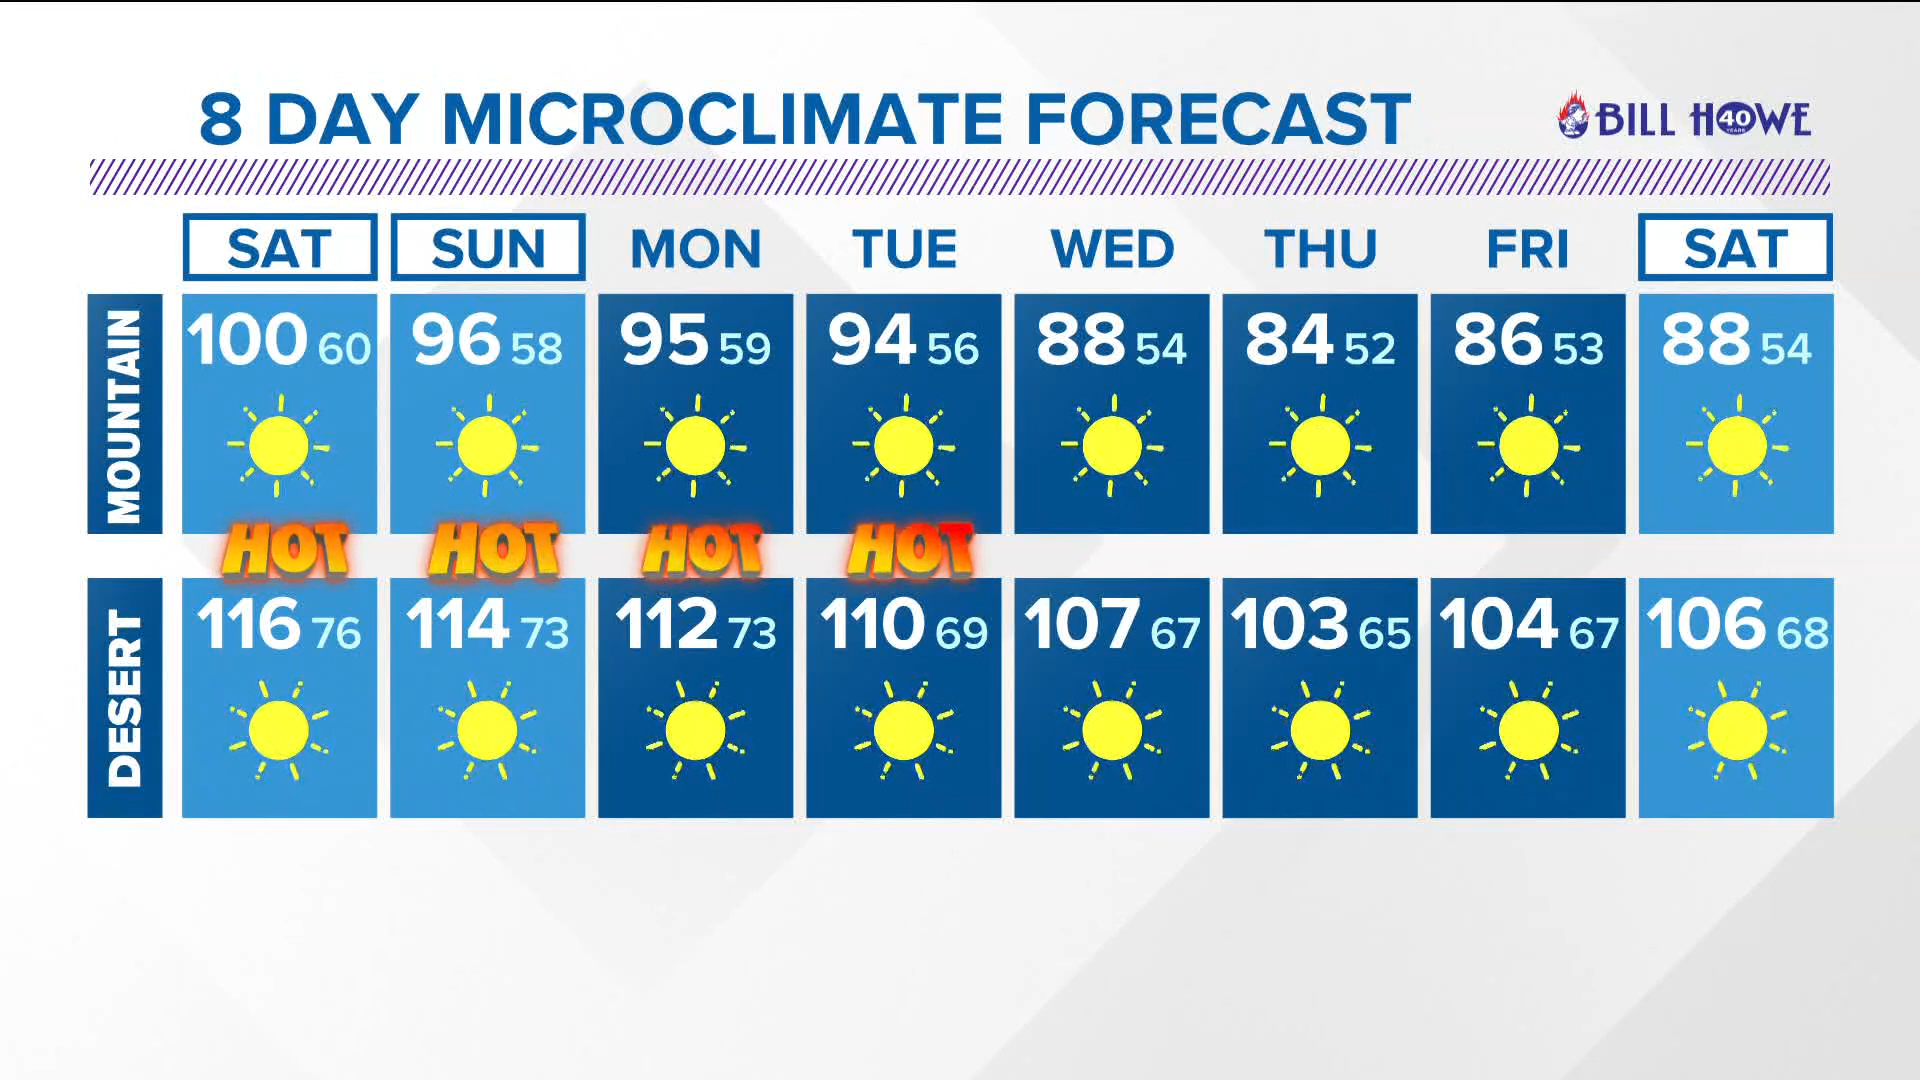 8 DAY MICROCLIMATE FORECAST
BILL HOWE
40
YEARS
SAT SUN MON TUE WED THU FRI SAT
MOUNTAIN
100 60 96 58 95 59 94 56 88 54 84 52 86 53 88 54
HOT HOT HOT HOT
DESERT
116 76 114 73 112 73 110 69 107 67 103 65 104 67 106 68